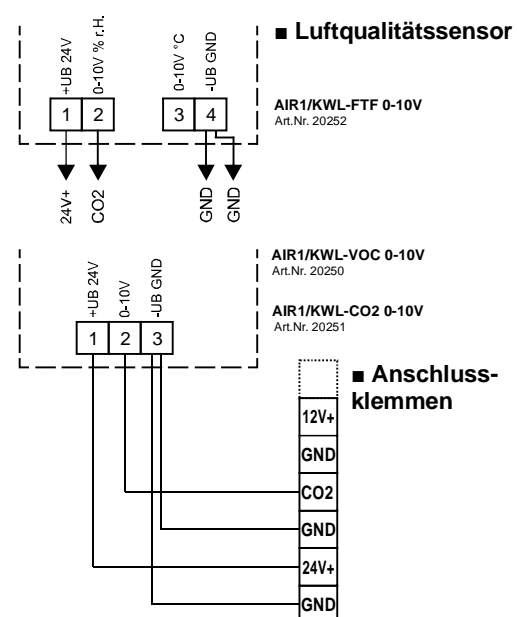 ■ Luftqualitätssensor
+UB 24V
0-10V % r.H.
0-10V °C
-UB GND
1 2 3 4
AIR1/KWL-FTF 0-10V
Art.Nr. 20252
24V+
CO2
GND
GND
AIR1/KWL-VOC 0-10V
Art.Nr. 20250
AIR1/KWL-CO2 0-10V
Art.Nr. 20251
+UB 24V
0-10V
-UB GND
1 2 3
■ Anschluss-
klemmen
12V+
GND
CO2
GND
24V+
GND